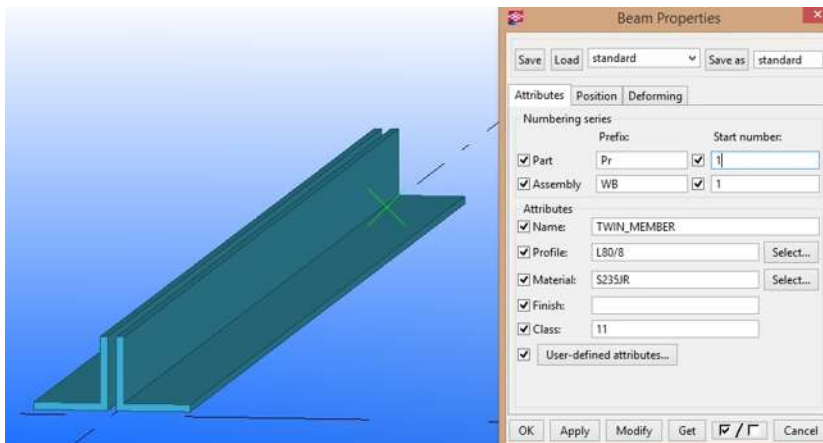 Beam Properties
Save Load standard Save as standard
Attributes Position Deforming
Numbering series
Prefix: Start number:
Part Pr 1
Assembly WB 1
Attributes
Name: TWIN_MEMBER
Profile: L80/8 Select...
Material: S235JR Select...
Finish:
Class: 11
User-defined attributes...
OK Apply Modify Get / Cancel